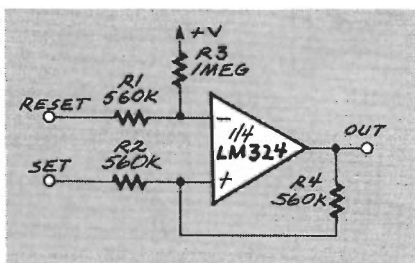 +V
R3
1MEG
R1
560K
RESET
-
1/4
LM324
OUT
R2
560K
SET
+
R4
560K